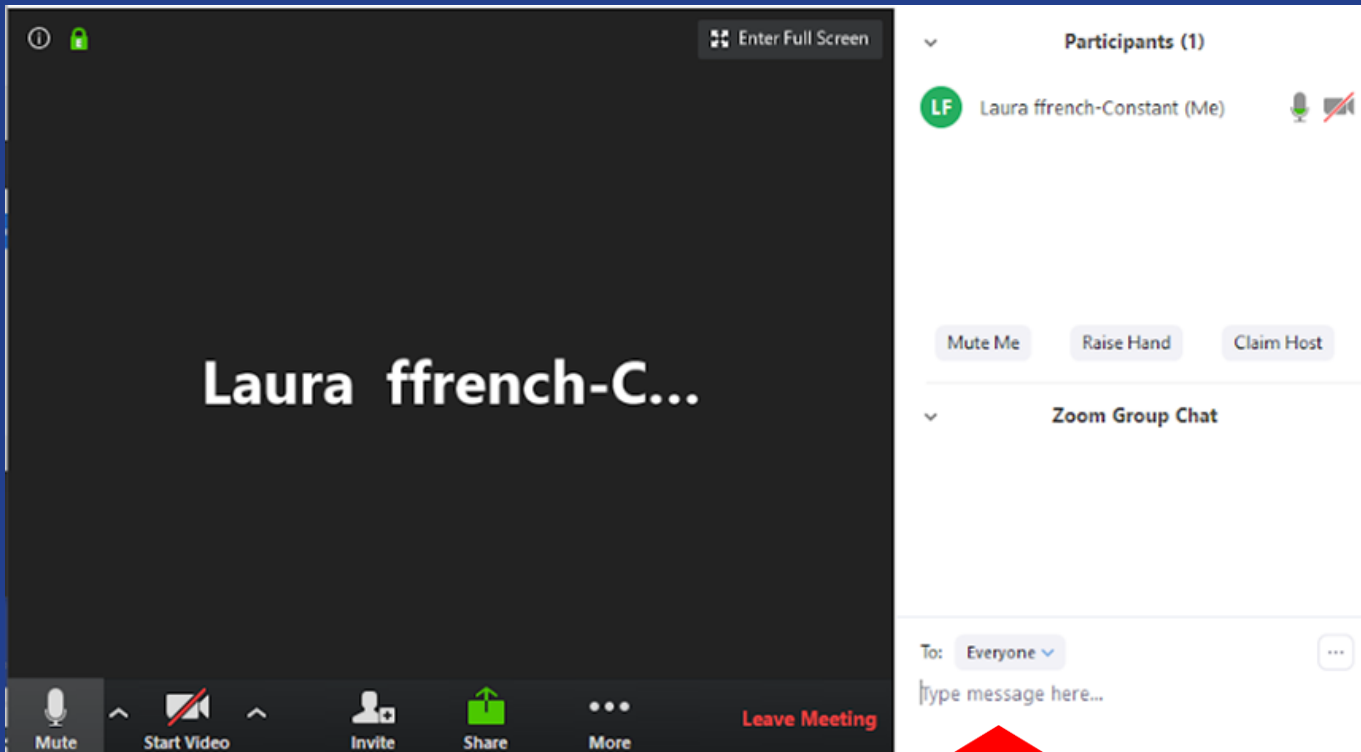 Enter Full Screen
Laura ffrench-C...
Mute
Start Video
Invite
Share
More
Leave Meeting
Participants (1)
LF
Laura ffrench-Constant (Me)
Mute Me
Raise Hand
Claim Host
Zoom Group Chat
To: Everyone
Type message here...